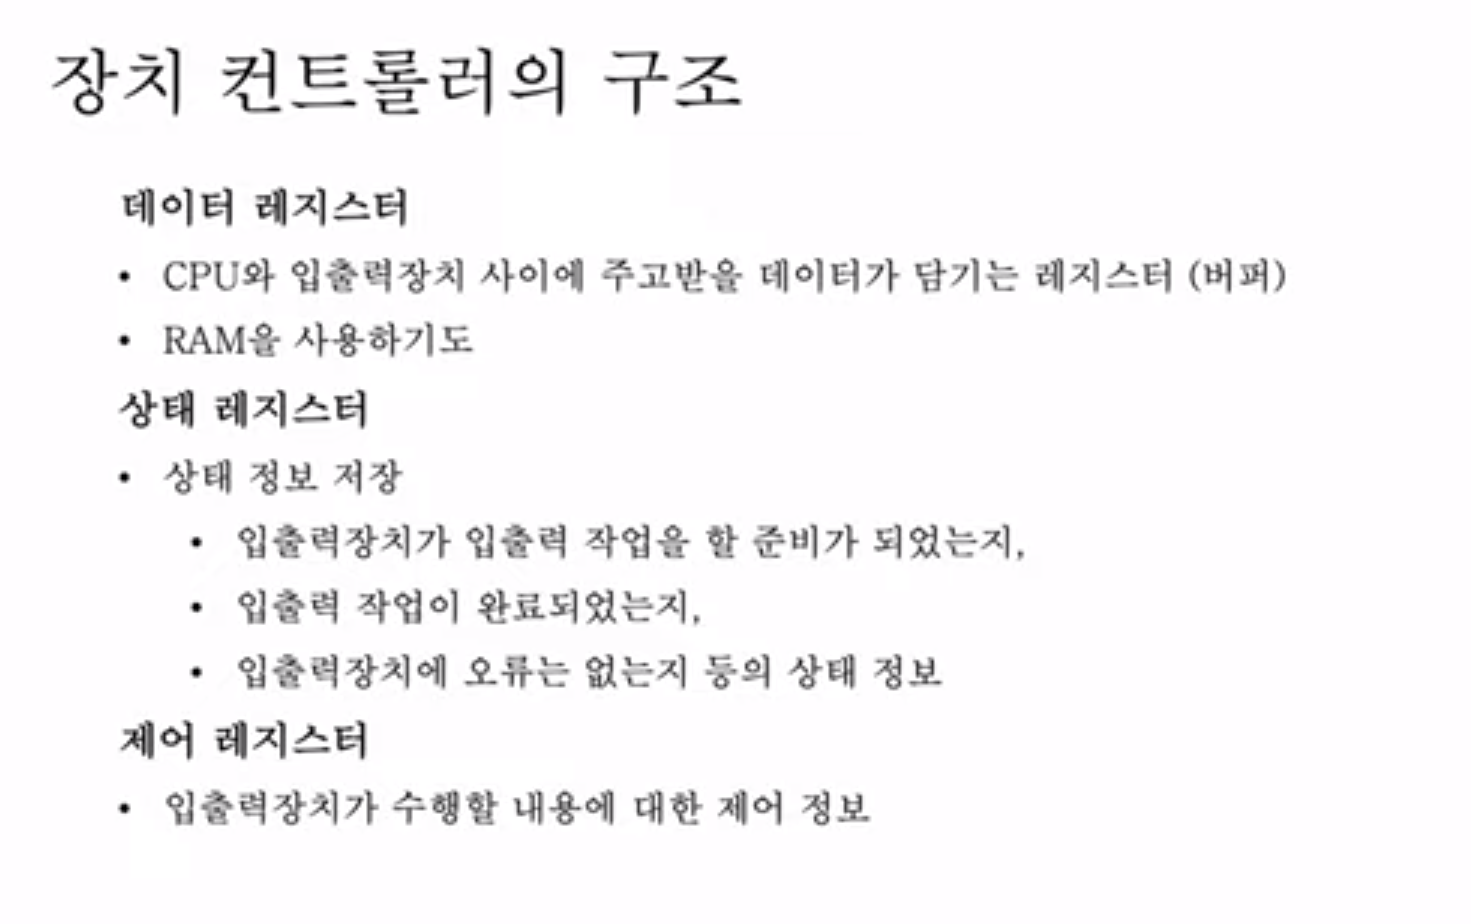 장치 컨트롤러의 구조
데이터 레지스터
• CPU와 입출력장치 사이에 주고받을 데이터가 담기는 레지스터 (버퍼)
• RAM을 사용하기도
상태 레지스터
• 상태 정보 저장
• 입출력장치가 입출력 작업을 할 준비가 되었는지,
• 입출력 작업이 완료되었는지,
• 입출력장치에 오류는 없는지 등의 상태 정보
제어 레지스터
• 입출력장치가 수행할 내용에 대한 제어 정보